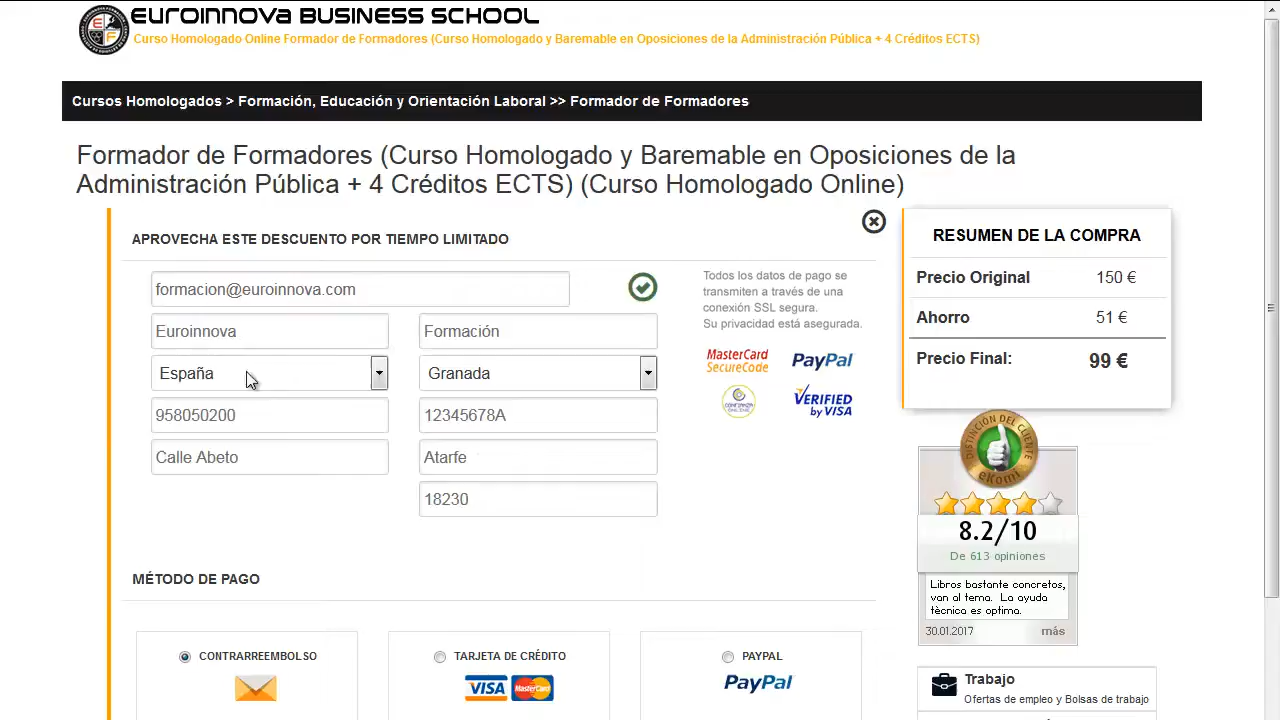 EUROINNOVA BUSINESS SCHOOL
Curso Homologado Online Formador de Formadores (Curso Homologado y Baremable en Oposiciones de la Administración Pública + 4 Créditos ECTS)
Cursos Homologados > Formación, Educación y Orientación Laboral >> Formador de Formadores
Formador de Formadores (Curso Homologado y Baremable en Oposiciones de la
Administración Pública + 4 Créditos ECTS) (Curso Homologado Online)
APROVECHA ESTE DESCUENTO POR TIEMPO LIMITADO
formacion@euroinnova.com
Euroinnova
Formación
España
Granada
958050200
12345678A
Calle Abeto
Atarfe
18230
Todos los datos de pago se
transmiten a través de una
conexión SSL segura.
Su privacidad está asegurada.
MasterCard
SecureCode
PayPal
CONFIANZA
ONLINE
VERIFIED
by VISA
RESUMEN DE LA COMPRA
Precio Original 150 €
Ahorro 51 €
Precio Final: 99 €
DISTINCIÓN DEL CLIENTE
eKomi
8.2/10
De 613 opiniones
Libros bastante concretos,
van al tema. La ayuda
tècnica es optima.
30.01.2017 más
Trabajo
Ofertas de empleo y Bolsas de trabajo
MÉTODO DE PAGO
CONTRARREEMBOLSO
TARJETA DE CRÉDITO
VISA
MasterCard
PAYPAL
PayPal